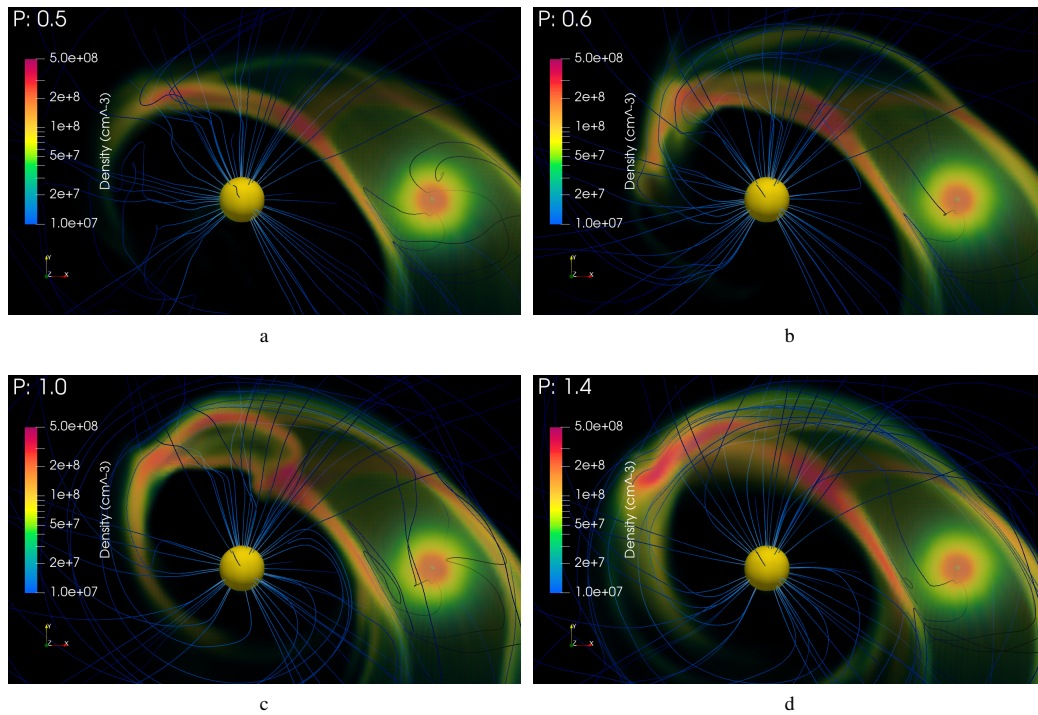 P: 0.5
5.0e+08
2e+8
1e+8
5e+7
2e+7
1.0e+07
Density (cm^-3)
Y
Z X
a
P: 0.6
5.0e+08
2e+8
1e+8
5e+7
2e+7
1.0e+07
Density (cm^-3)
Y
Z X
b
P: 1.0
5.0e+08
2e+8
1e+8
5e+7
2e+7
1.0e+07
Density (cm^-3)
Y
Z X
c
P: 1.4
5.0e+08
2e+8
1e+8
5e+7
2e+7
1.0e+07
Density (cm^-3)
Y
Z X
d